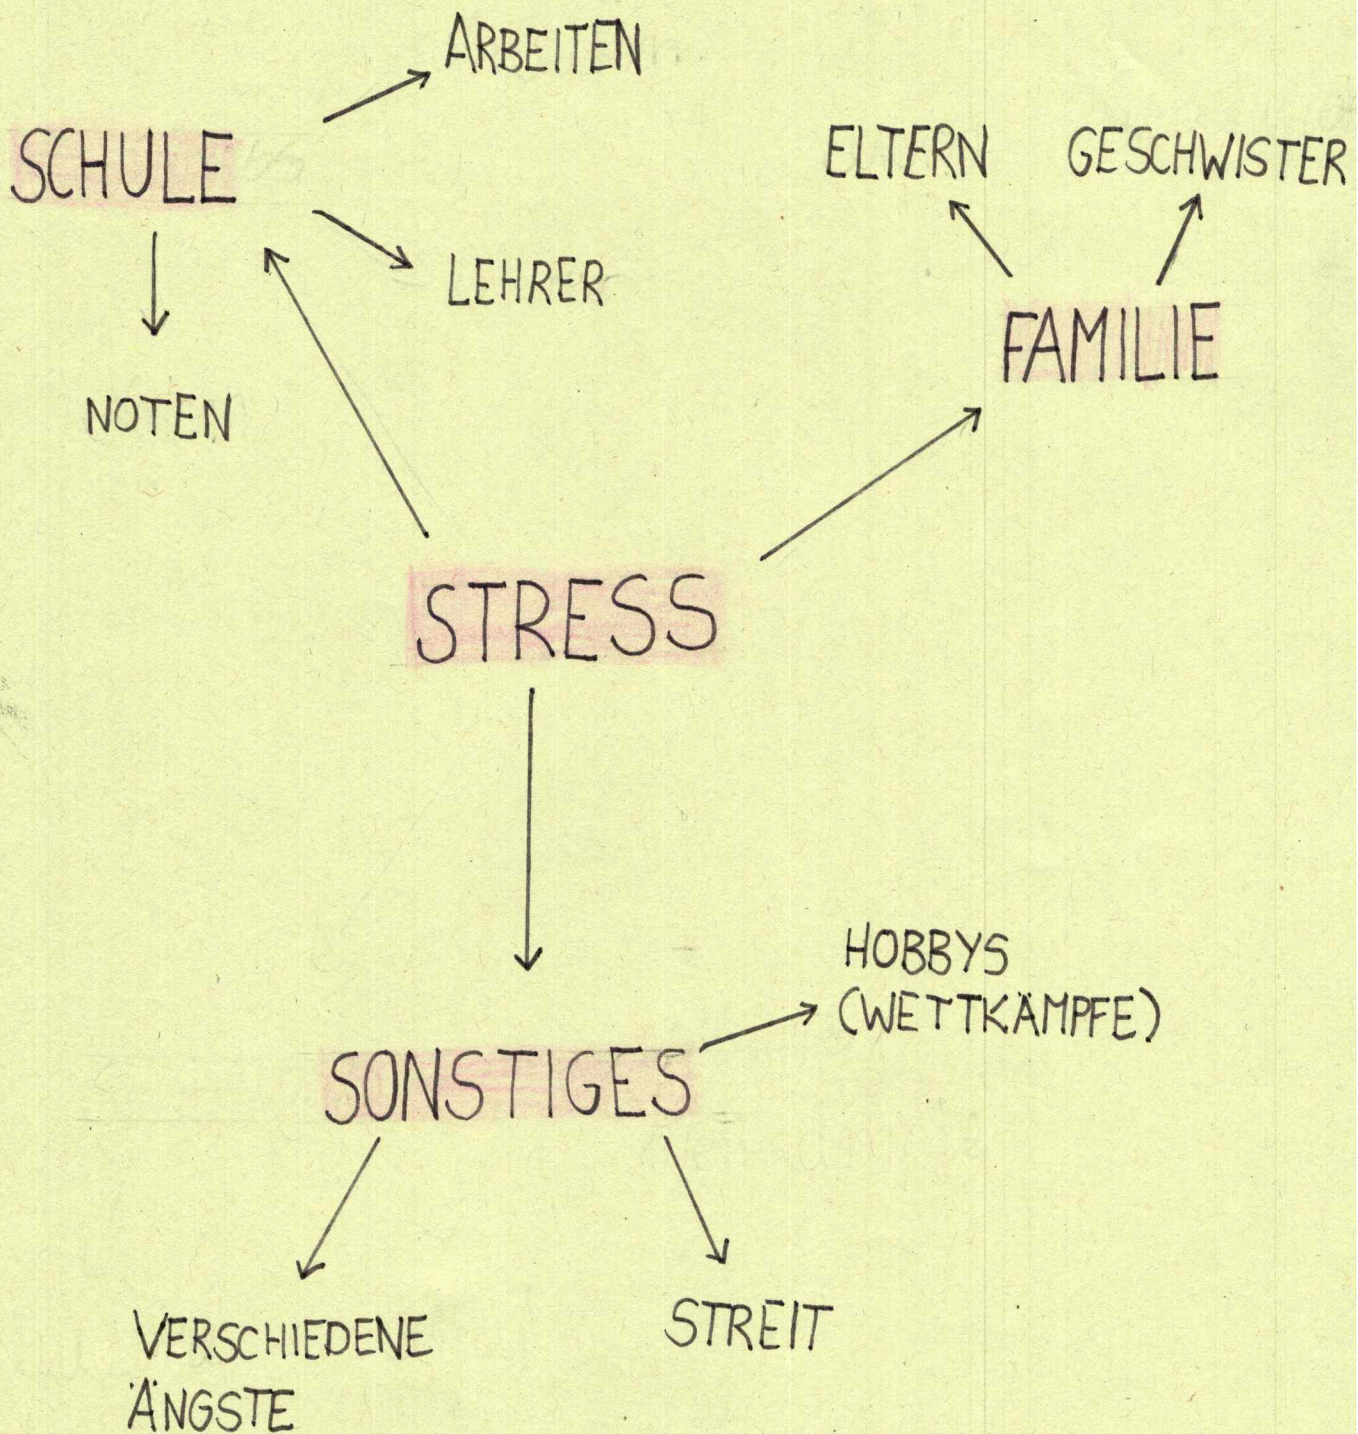 ARBEITEN
SCHULE
ELTERN
GESCHWISTER
LEHRER
FAMILIE
NOTEN
STRESS
HOBBYS
(WETTKÄMPFE)
SONSTIGES
VERSCHIEDENE
ÄNGSTE
STREIT